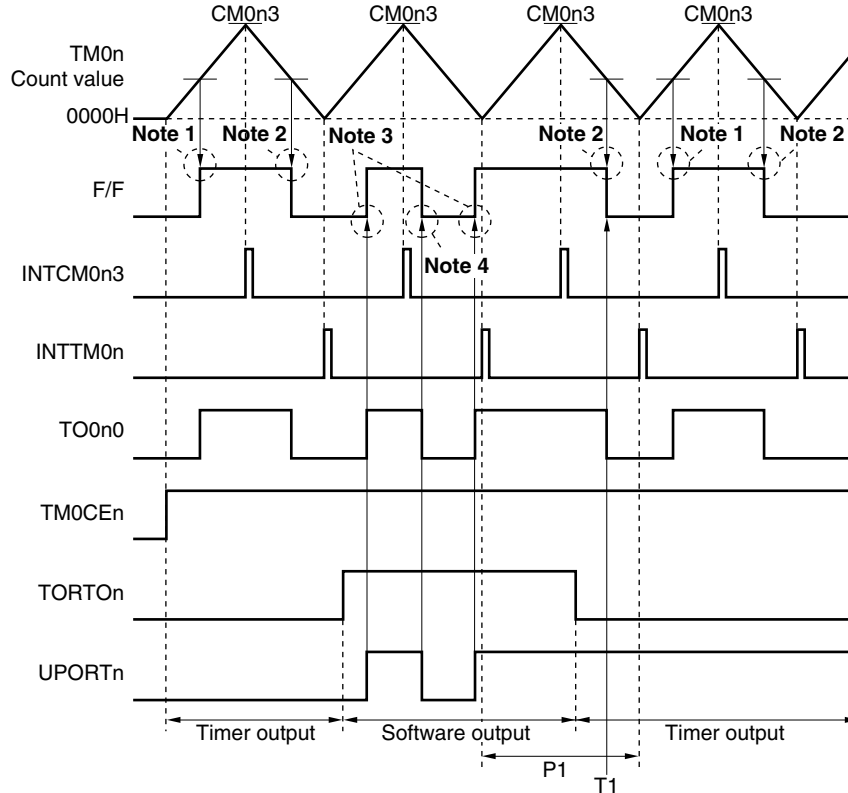 CM0n3 CM0n3 CM0n3 CM0n3
TM0n
Count value
0000H
Note 1 Note 2 Note 3 Note 2 Note 1 Note 2
F/F
Note 4
INTCM0n3
INTTM0n
TO0n0
TM0CEn
TORTOn
UPORTn
Timer output Software output Timer output
P1
T1